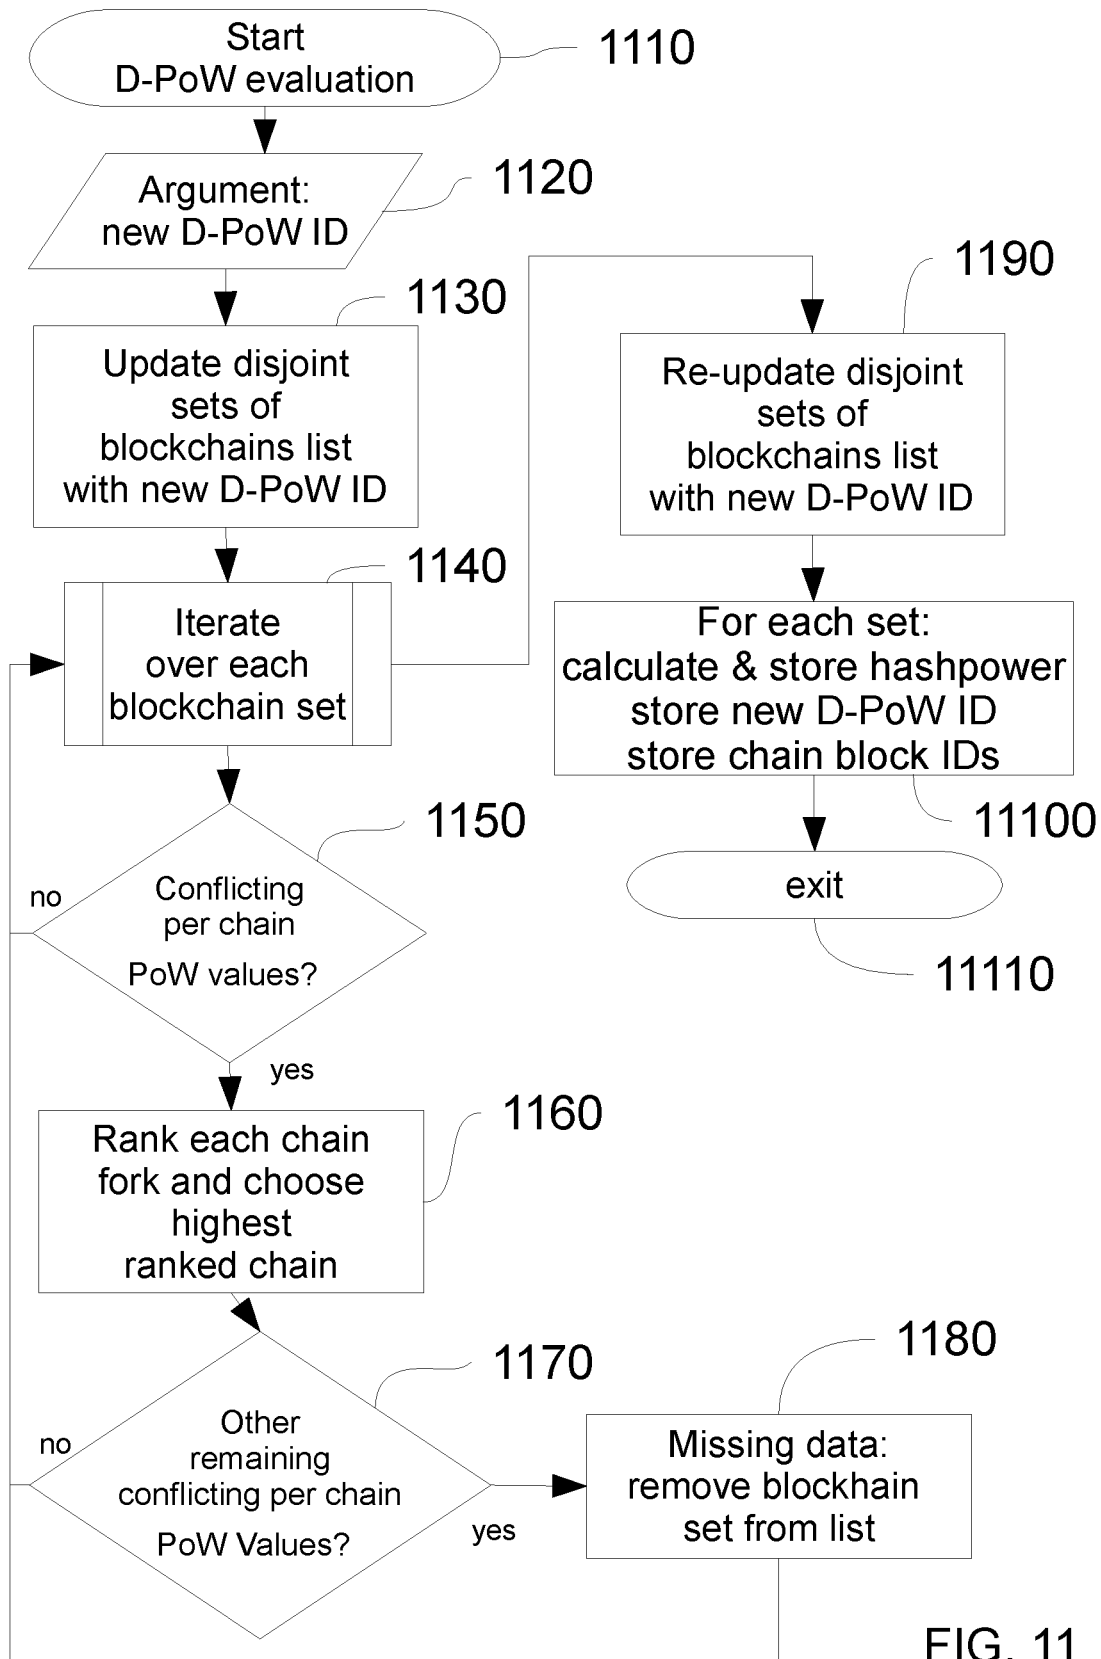 Start
D-PoW evaluation
1110
Argument:
new D-PoW ID
1120
1130
Update disjoint
sets of
blockchains list
with new D-PoW ID
1140
Iterate
over each
blockchain set
1150
no
Conflicting
per chain
PoW values?
yes
1160
Rank each chain
fork and choose
highest
ranked chain
1170
no
Other
remaining
conflicting per chain
PoW Values?
yes
1180
Missing data:
remove blockhain
set from list
1190
Re-update disjoint
sets of
blockchains list
with new D-PoW ID
For each set:
calculate & store hashpower
store new D-PoW ID
store chain block IDs
11100
exit
11110
FIG. 11